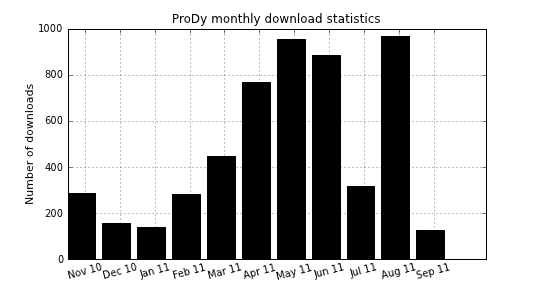 ProDy monthly download statistics
Number of downloads
1000
800
600
400
200
0
Nov 10 Dec 10 Jan 11 Feb 11 Mar 11 Apr 11 May 11 Jun 11 Jul 11 Aug 11 Sep 11